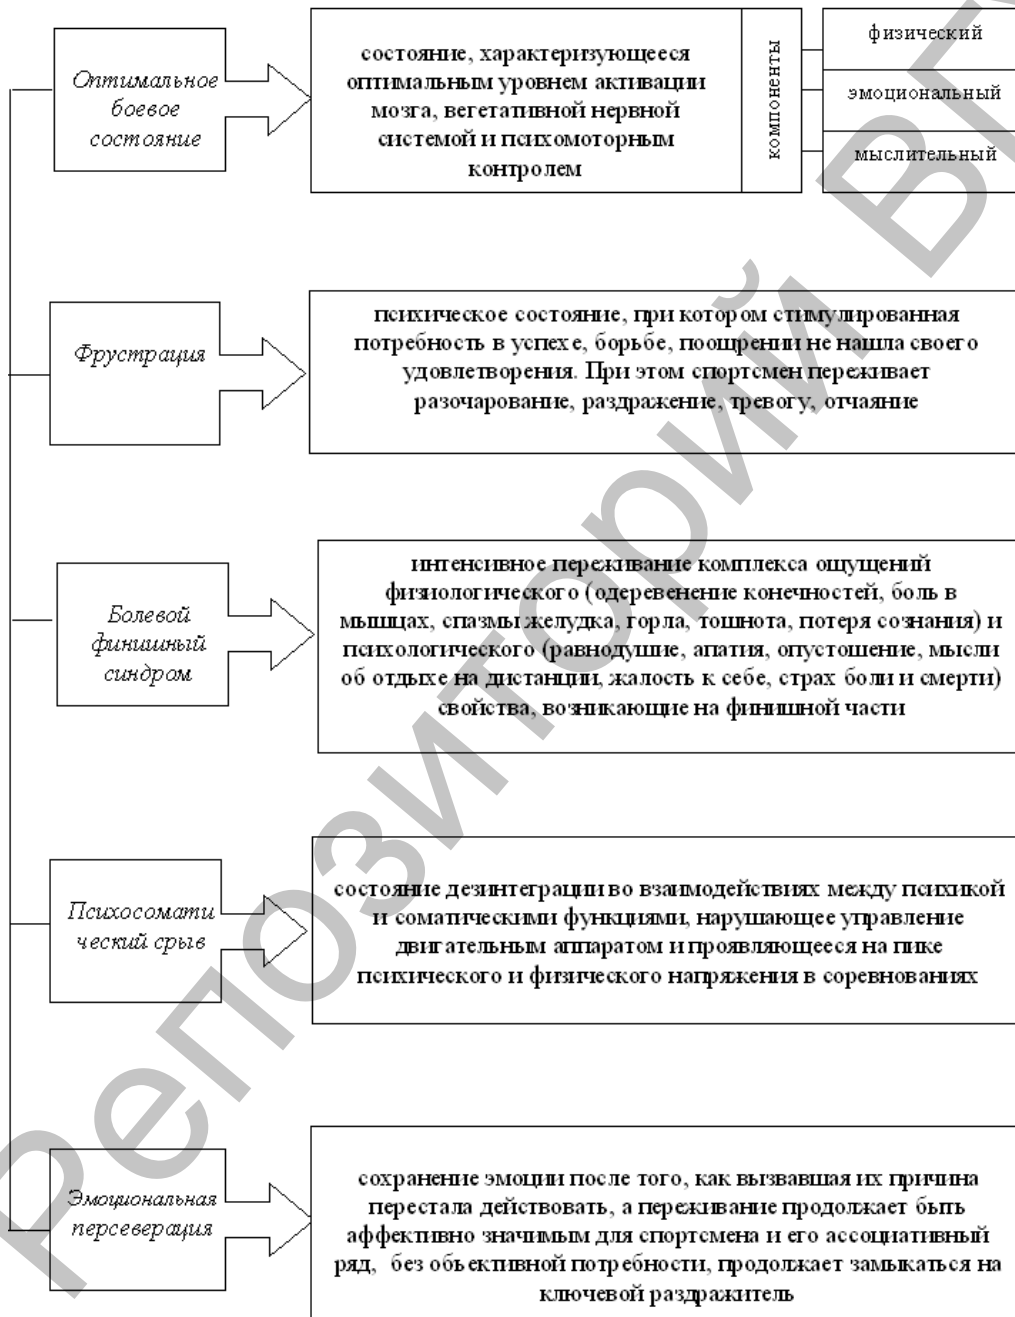 Оптимальное
боевое
состояние
состояние, характеризующееся
оптимальным уровнем активации
мозга, вегетативной нервной
системой и психомоторным
контролем
компоненты
физический
эмоциональный
мыслительный
Фрустрация
психическое состояние, при котором стимулированная
потребность в успехе, борьбе, поощрении не нашла своего
удовлетворения. При этом спортсмен переживает
разочарование, раздражение, тревогу, отчаяние
Болевой
финишный
синдром
интенсивное переживание комплекса ощущений
физиологического (одеревенение конечностей, боль в
мышцах, спазмы желудка, горла, тошнота, потеря сознания) и
психологического (равнодушие, апатия, опустошение, мысли
об отдыхе на дистанции, жалость к себе, страх боли и смерти)
свойства, возникающие на финишной части
Психосомати
ческий срыв
состояние дезинтеграции во взаимодействиях между психикой
и соматическими функциями, нарушающее управление
двигательным аппаратом и проявляющееся на пике
психического и физического напряжения в соревнованиях
Эмоциональная
персеверация
сохранение эмоции после того, как вызвавшая их причина
перестала действовать, а переживание продолжает быть
аффективно значимым для спортсмена и его ассоциативный
ряд, без объективной потребности, продолжает замыкаться на
ключевой раздражитель
Репозиторий ВГ